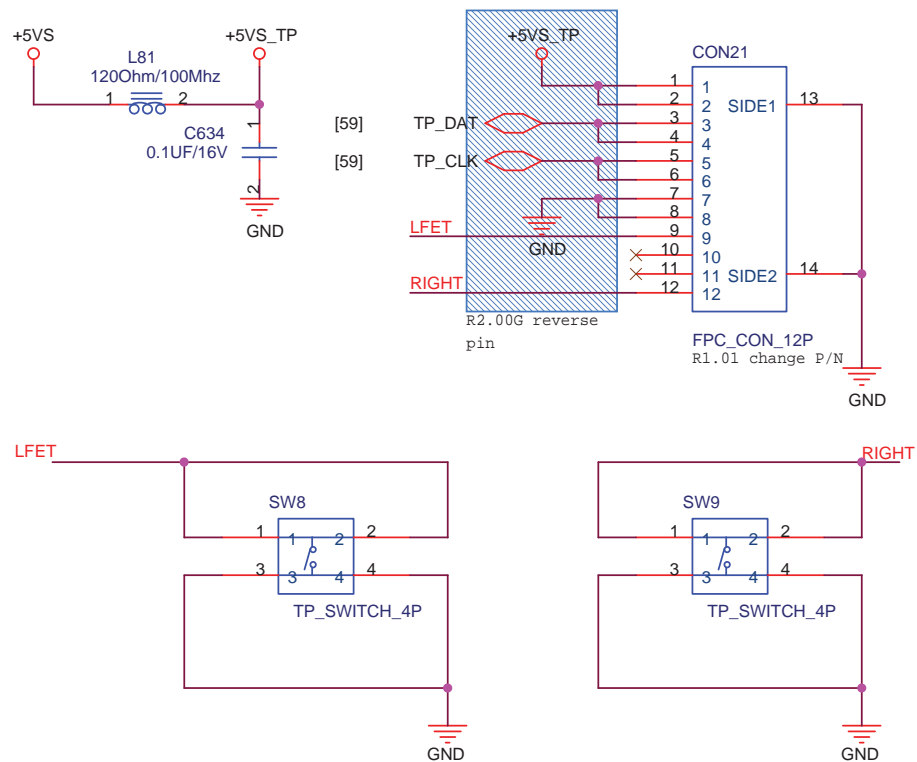 +5VS
+5VS_TP
L81
120Ohm/100Mhz
1 2
1
C634
0.1UF/16V
2
GND
+5VS_TP
CON21
1 1
2 2
3 3
4 4
5 5
6 6
7 7
8 8
9 9
10 10
11 11
12 12
SIDE1 13
SIDE2 14
[59] TP_DAT
[59] TP_CLK
GND
LFET
RIGHT
R2.00G reverse
pin
FPC_CON_12P
R1.01 change P/N
GND
LFET
SW8
1 1 2 2
3 3 4 4
TP_SWITCH_4P
GND
RIGHT
SW9
1 1 2 2
3 3 4 4
TP_SWITCH_4P
GND